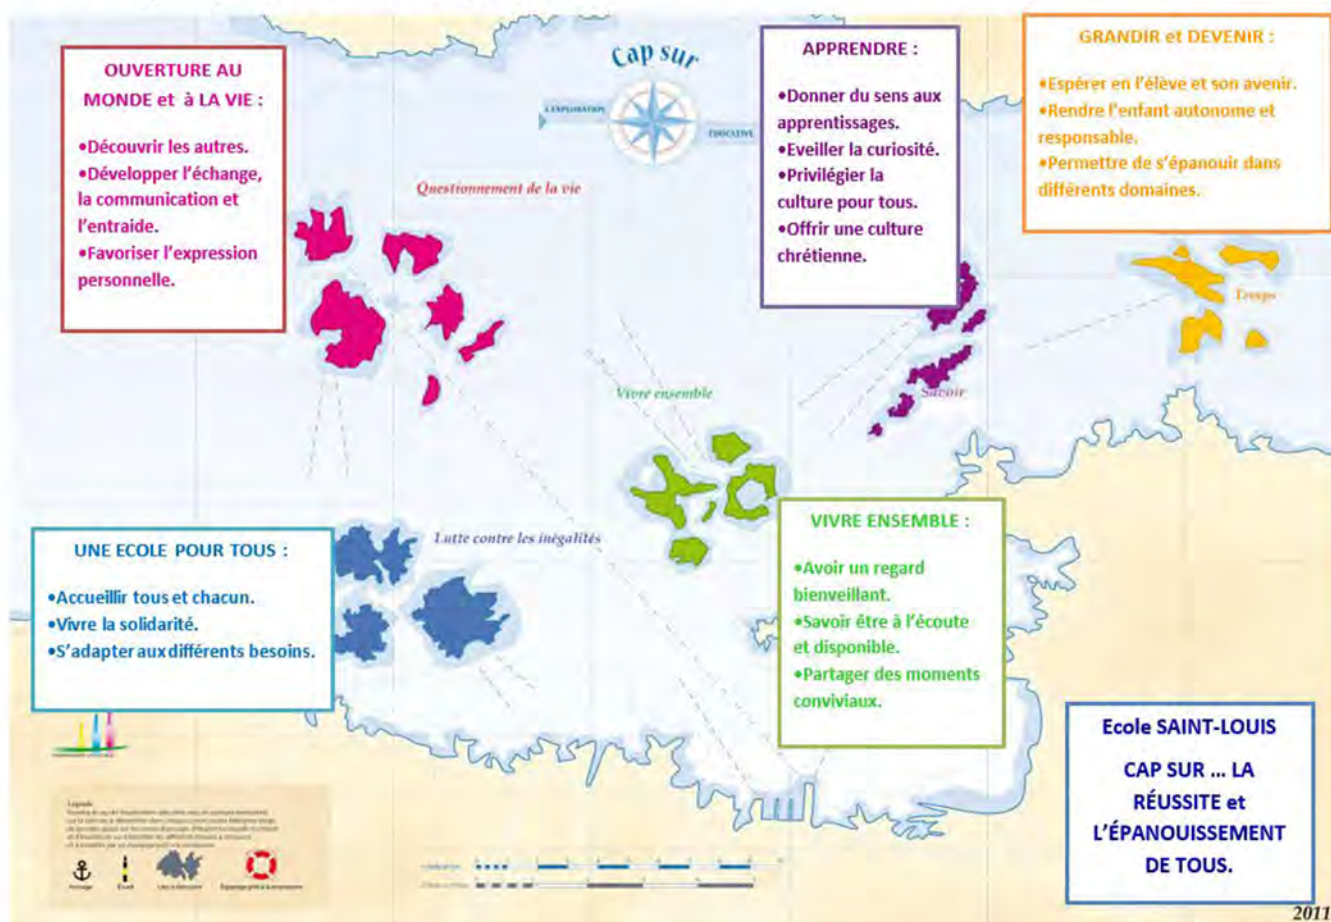 OUVERTURE AU
MONDE et à LA VIE :
•Découvrir les autres.
•Développer l'échange,
la communication et
l'entraide.
•Favoriser l'expression
personnelle.
Cap sur
L'EXPLORATION
ÉDUCATIVE
APPRENDRE :
•Donner du sens aux
apprentissages.
•Eveiller la curiosité.
•Privilégier la
culture pour tous.
•Offrir une culture
chrétienne.
GRANDIR et DEVENIR :
•Espérer en l'élève et son avenir.
•Rendre l'enfant autonome et
responsable.
•Permettre de s'épanouir dans
différents domaines.
Questionnement de la vie
Temps
Vivre ensemble
Savoir
Lutte contre les inégalités
UNE ECOLE POUR TOUS :
•Accueillir tous et chacun.
•Vivre la solidarité.
•S'adapter aux différents besoins.
VIVRE ENSEMBLE :
•Avoir un regard
bienveillant.
•Savoir être à l'écoute
et disponible.
•Partager des moments
conviviaux.
Ecole SAINT-LOUIS
CAP SUR ... LA
RÉUSSITE et
L'ÉPANOUISSEMENT
DE TOUS.
Légende
2011